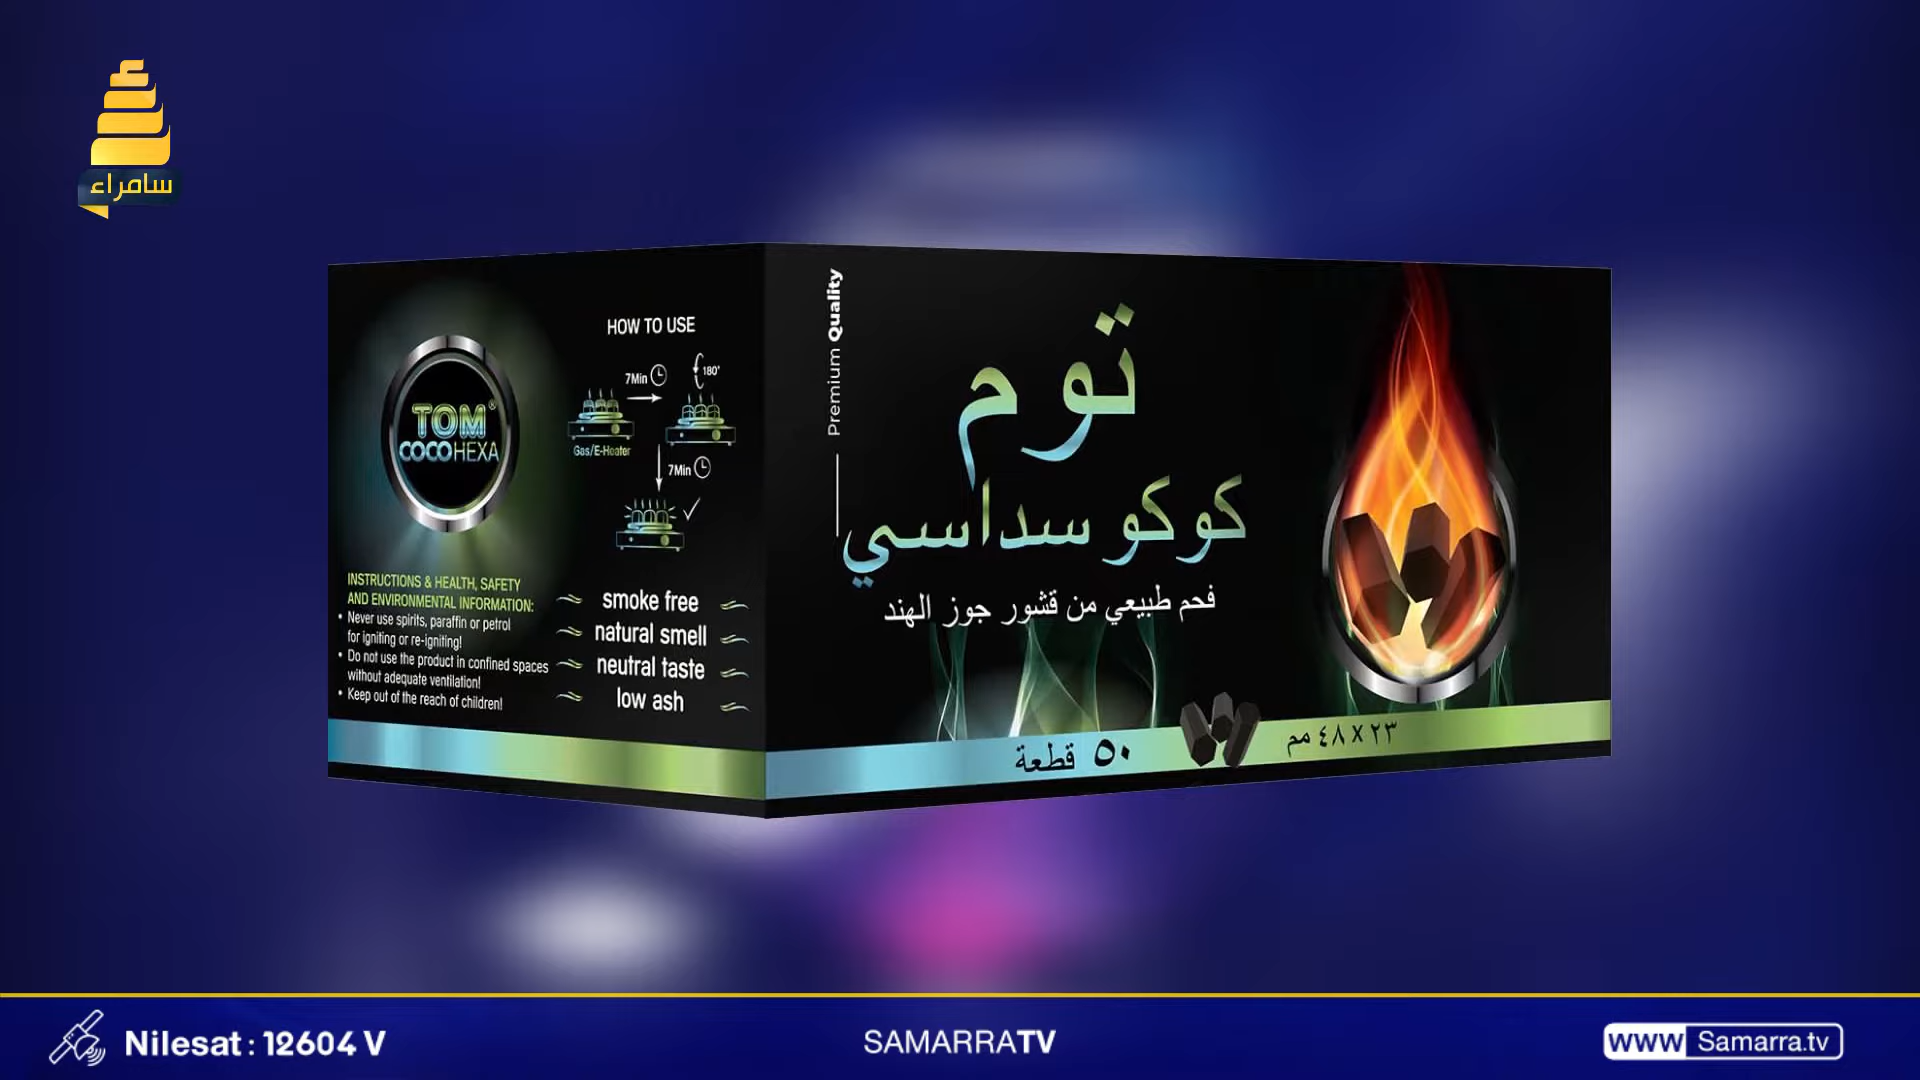 سامراء
TOM®
COCOHEXA
HOW TO USE
7Min
180°
Gas/E-Heater
7Min
INSTRUCTIONS & HEALTH, SAFETY
AND ENVIRONMENTAL INFORMATION:
• Never use spirits, paraffin or petrol
for igniting or re-igniting!
• Do not use the product in confined spaces
without adequate ventilation!
• Keep out of the reach of children!
smoke free
natural smell
neutral taste
low ash
Premium Quality
توم
كوكو سداسي
فحم طبيعي من قشور جوز الهند
٥٠ قطعة
٢٣ X ٤٨ مم
Nilesat : 12604 V
SAMARRATV
www Samarra.tv